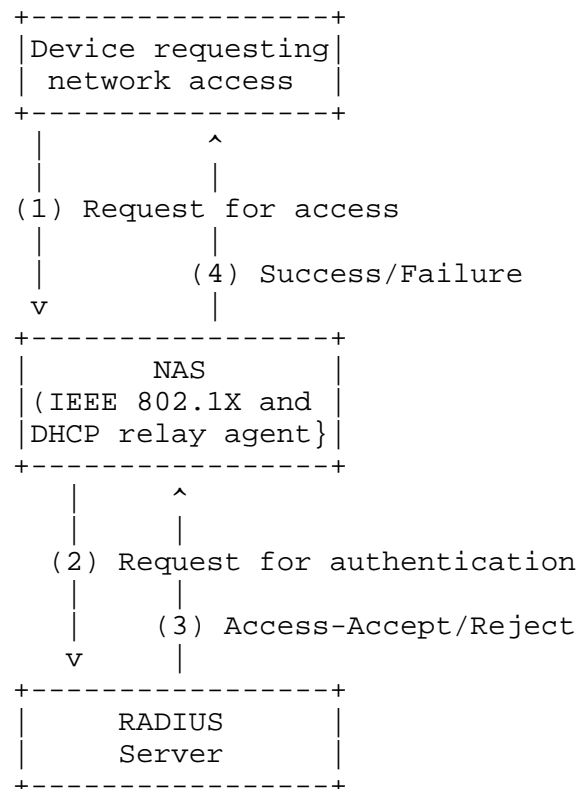 +-----------------+
|Device requesting|
| network access  |
+-----------------+
 |         ^
 |         |
(1) Request for access
 |         |
 |        (4) Success/Failure
 v         |
+-----------------+
|       NAS       |
|(IEEE 802.1X and |
|DHCP relay agent}|
+-----------------+
   |     ^
   |     |
  (2) Request for authentication
   |     |
   |    (3) Access-Accept/Reject
   v     |
+-----------------+
|     RADIUS      |
|     Server      |
+-----------------+